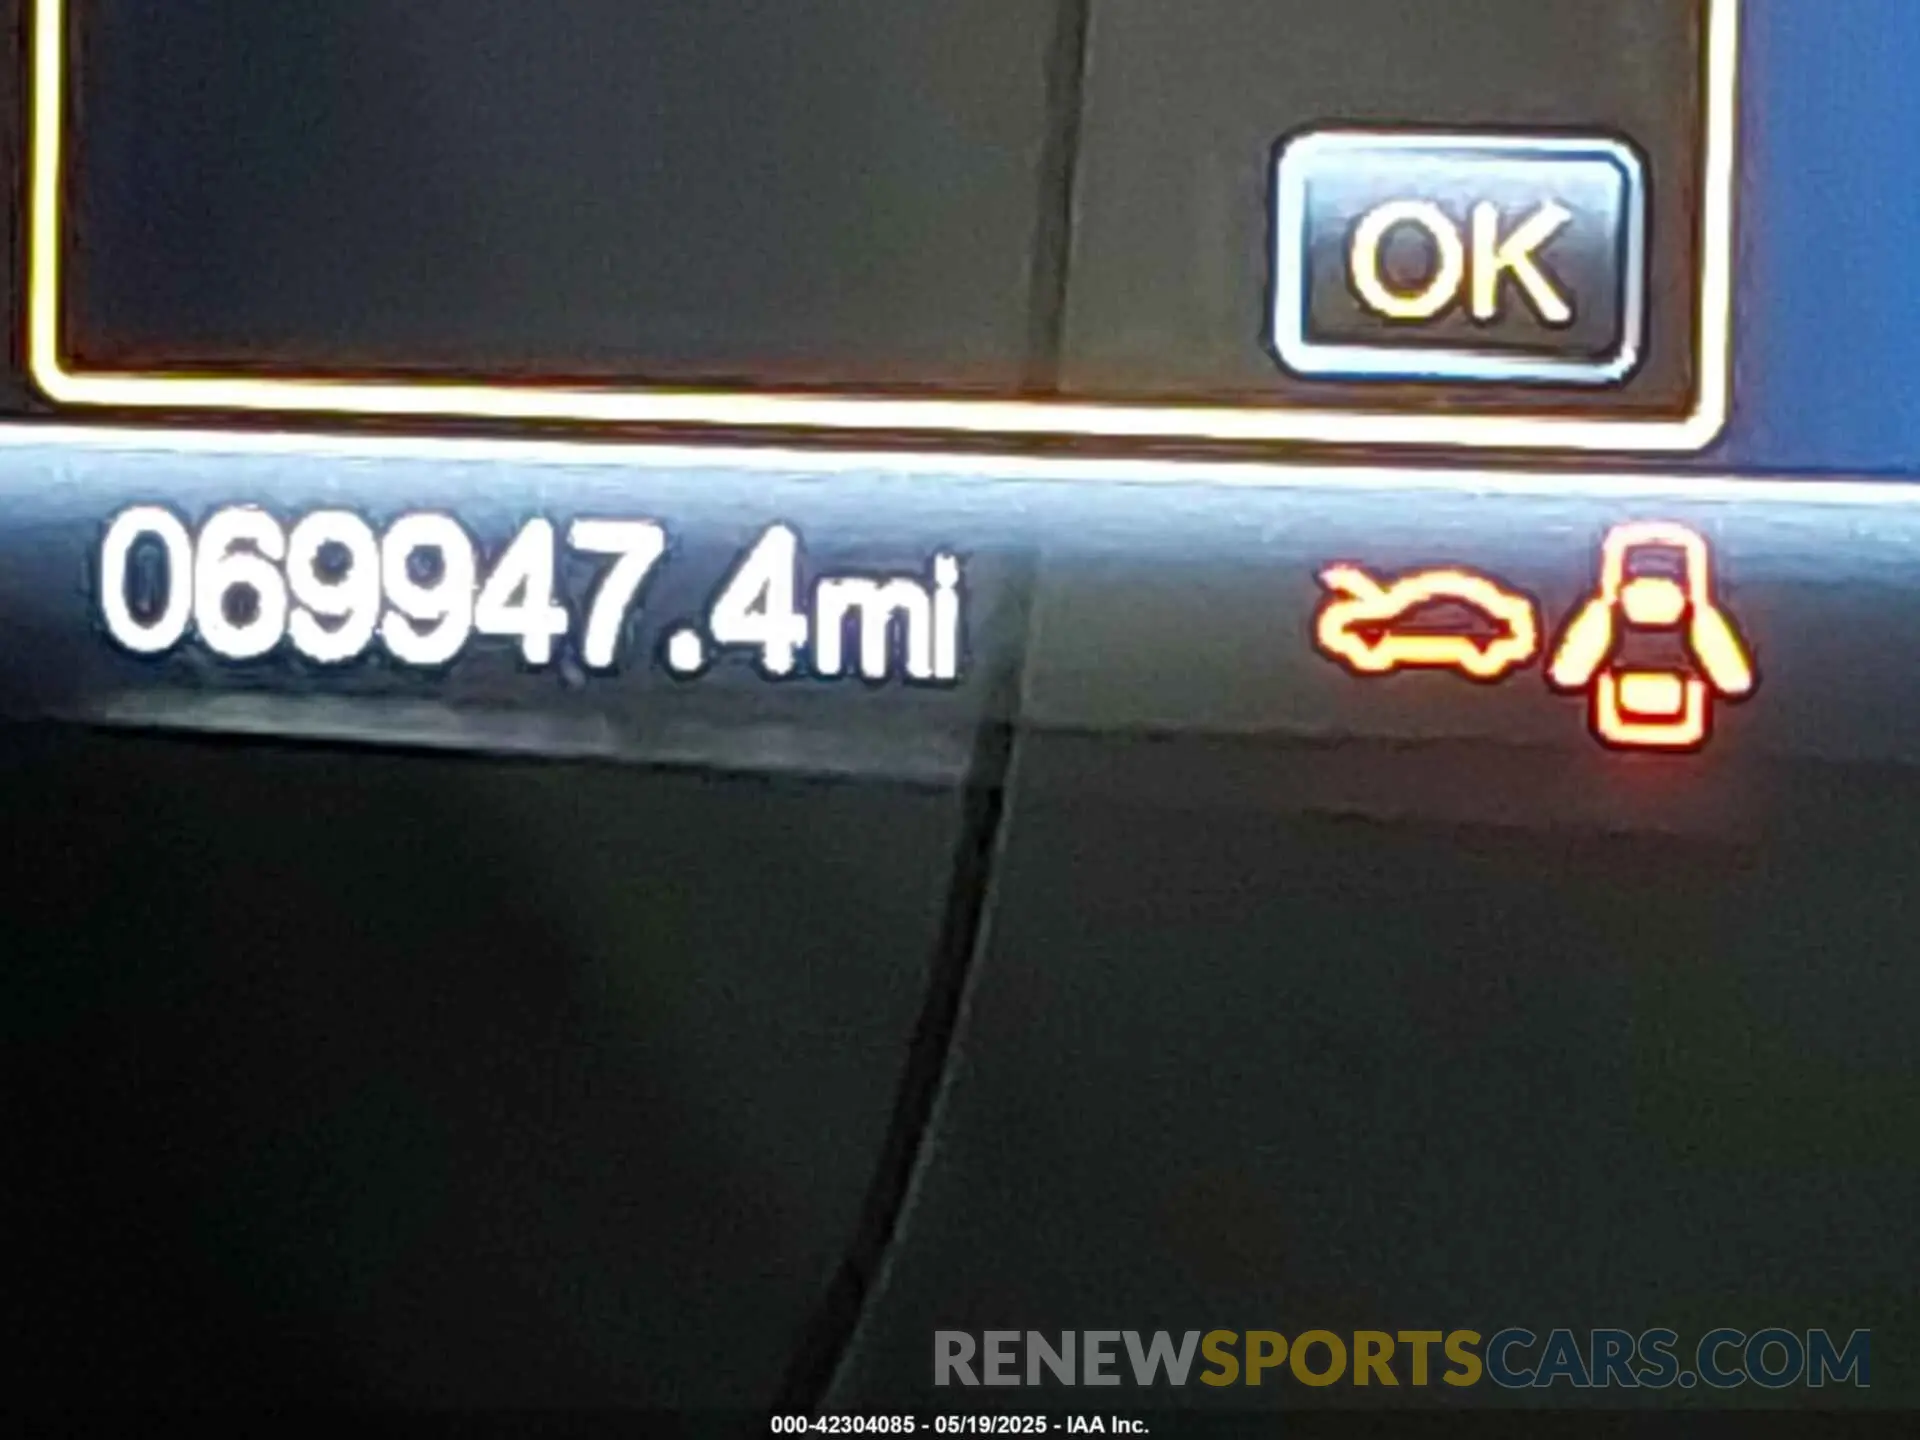 OK
069947.4mi
RENEWSPORTSCARS.COM
000-42304085 - 05/19/2025 - IAA Inc.